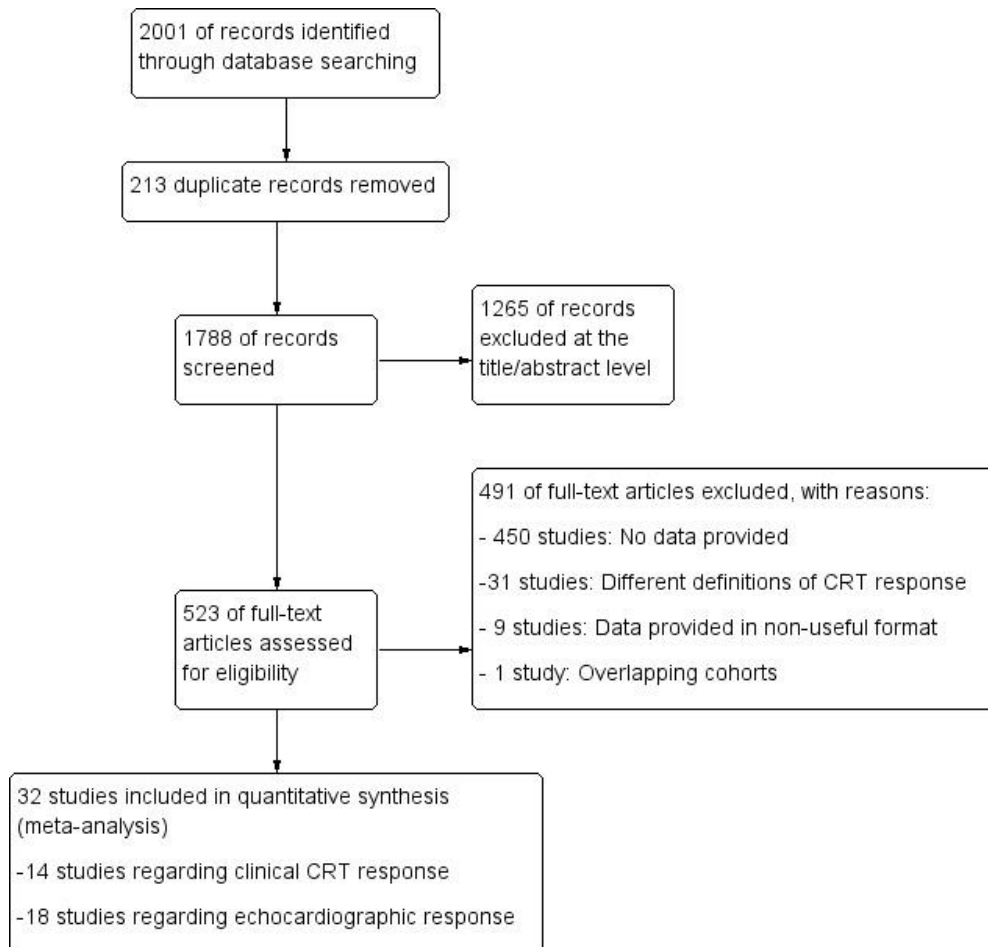 2001 of records identified
through database searching
213 duplicate records removed
1788 of records
screened
1265 of records
excluded at the
title/abstract level
491 of full-text articles excluded, with reasons:
- 450 studies: No data provided
-31 studies: Different definitions of CRT response
- 9 studies: Data provided in non-useful format
- 1 study: Overlapping cohorts
523 of full-text
articles assessed
for eligibility
32 studies included in quantitative synthesis
(meta-analysis)
-14 studies regarding clinical CRT response
-18 studies regarding echocardiographic response